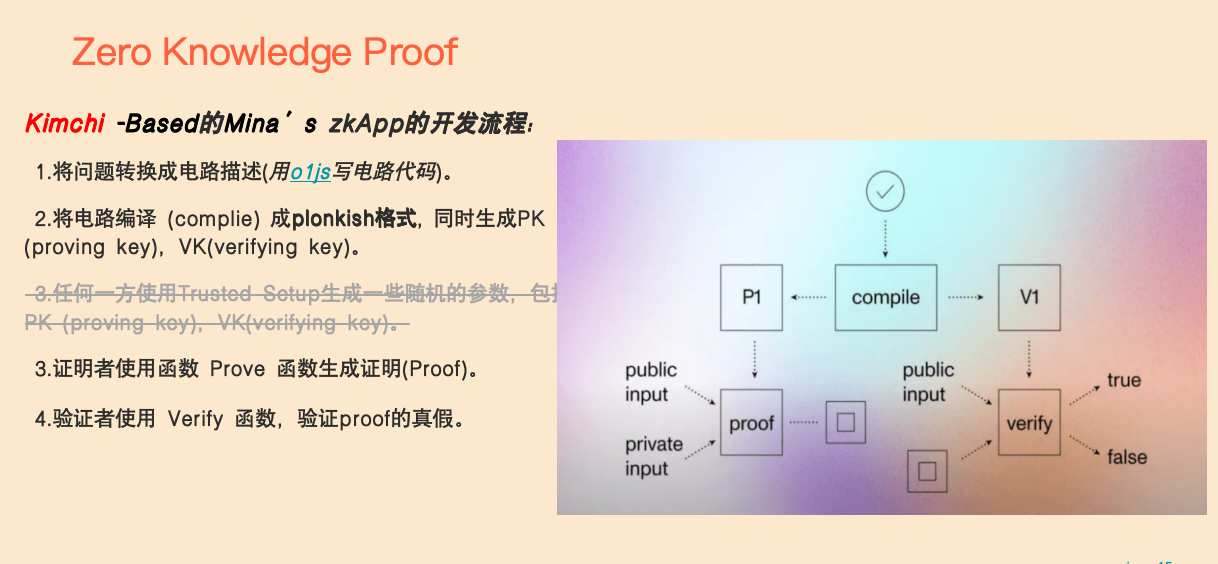 Zero Knowledge Proof
Kimchi -Based的Mina’s zkApp的开发流程：
1.将问题转换成电路描述(用o1js写电路代码)。
2.将电路编译 (complie) 成plonkish格式，同时生成PK
(proving key)，VK(verifying key)。
3.任何一方使用Trusted Setup生成一些随机的参数，包
PK (proving key)，VK(verifying key)。
3.证明者使用函数 Prove 函数生成证明(Proof)。
4.验证者使用 Verify 函数，验证proof的真假。
P1
compile
V1
public
input
private
input
proof
public
input
verify
true
false